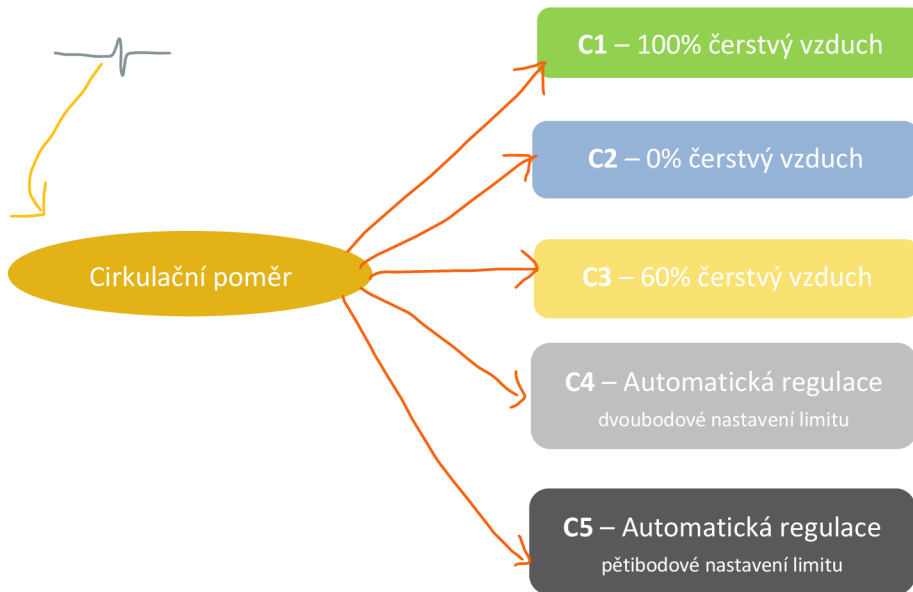 C1 – 100% čerstvý vzduch
C2 – 0% čerstvý vzduch
Cirkulační poměr
C3 – 60% čerstvý vzduch
C4 – Automatická regulace
dvoubodové nastavení limitu
C5 – Automatická regulace
pětibodové nastavení limitu